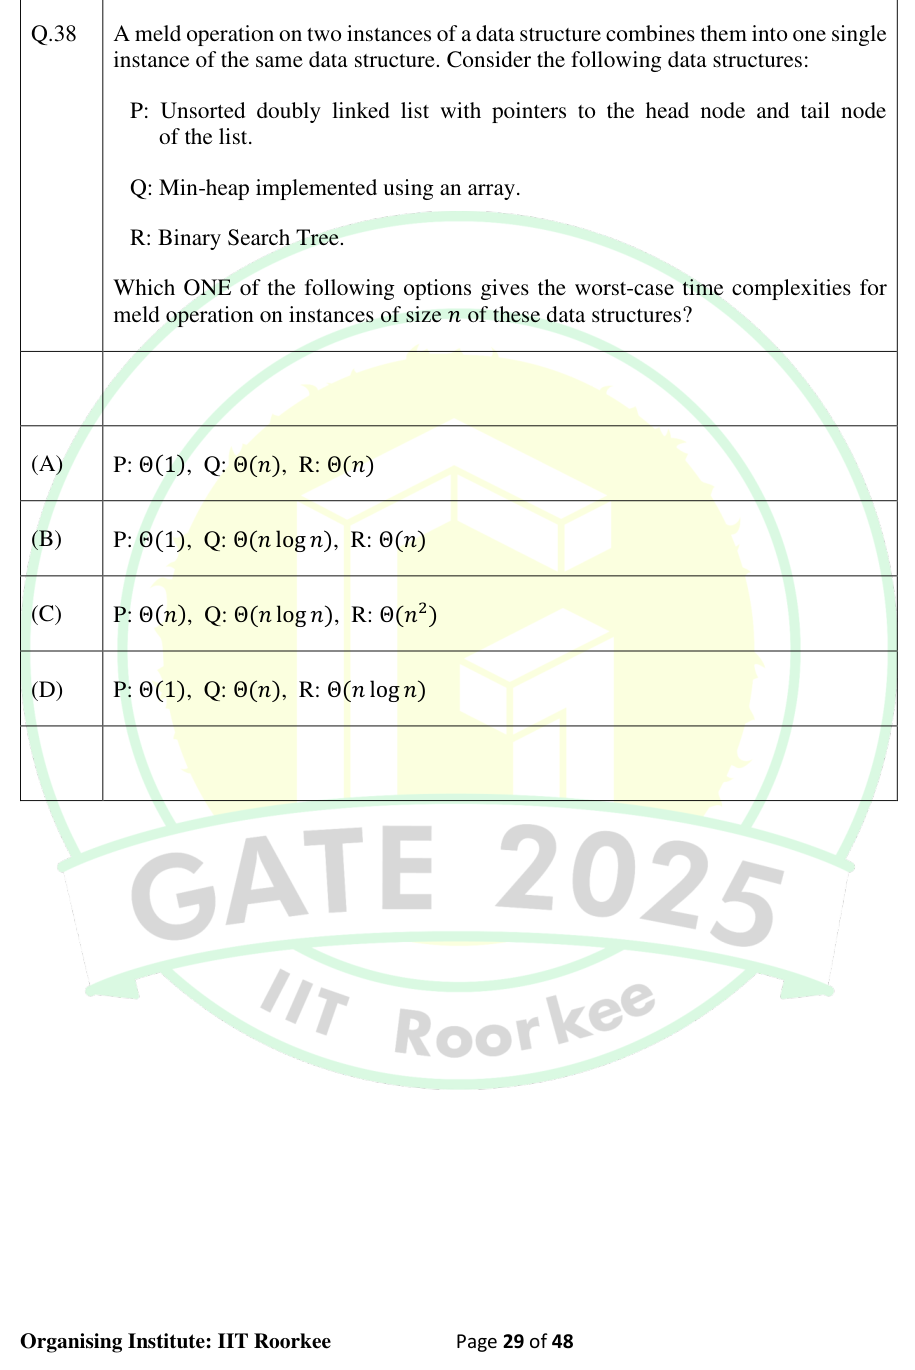 Q.38
A meld operation on two instances of a data structure combines them into one single
instance of the same data structure. Consider the following data structures:
P: Unsorted doubly linked list with pointers to the head node and tail node
of the list.
Q: Min-heap implemented using an array.
R: Binary Search Tree.
Which ONE of the following options gives the worst-case time complexities for
meld operation on instances of size 𝑛 of these data structures?
(A) P: Θ(1), Q: Θ(𝑛), R: Θ(𝑛)
(B) P: Θ(1), Q: Θ(𝑛 log 𝑛), R: Θ(𝑛)
(C) P: Θ(𝑛), Q: Θ(𝑛 log 𝑛), R: Θ(𝑛²)
(D) P: Θ(1), Q: Θ(𝑛), R: Θ(𝑛 log 𝑛)
GATE 2025
IIT Roorkee
Organising Institute: IIT Roorkee Page 29 of 48